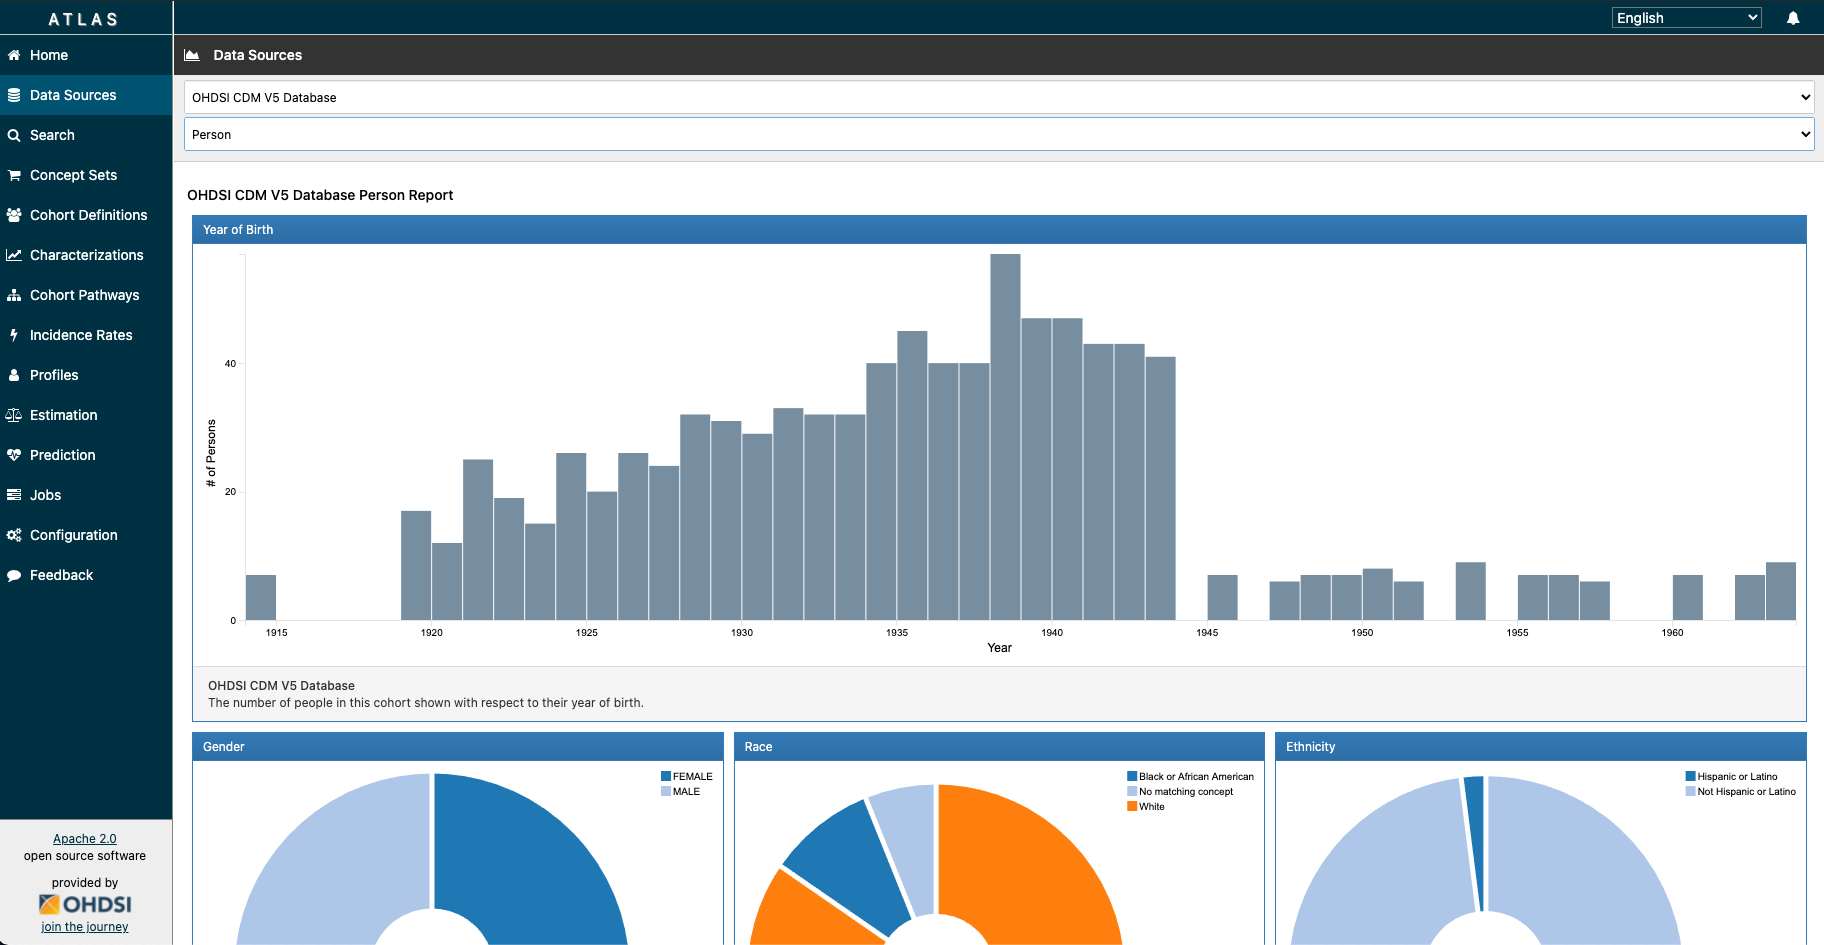 ATLAS
English
Home
Data Sources
Search
Concept Sets
Cohort Definitions
Characterizations
Cohort Pathways
Incidence Rates
Profiles
Estimation
Prediction
Jobs
Configuration
Feedback
Apache 2.0
open source software
provided by
OHDSI
join the journey
Data Sources
OHDSI CDM V5 Database
Person
OHDSI CDM V5 Database Person Report
Year of Birth
# of Persons
40
20
0
1915 1920 1925 1930 1935 1940 1945 1950 1955 1960
Year
OHDSI CDM V5 Database
The number of people in this cohort shown with respect to their year of birth.
Gender
FEMALE
MALE
Race
Black or African American
No matching concept
White
Ethnicity
Hispanic or Latino
Not Hispanic or Latino